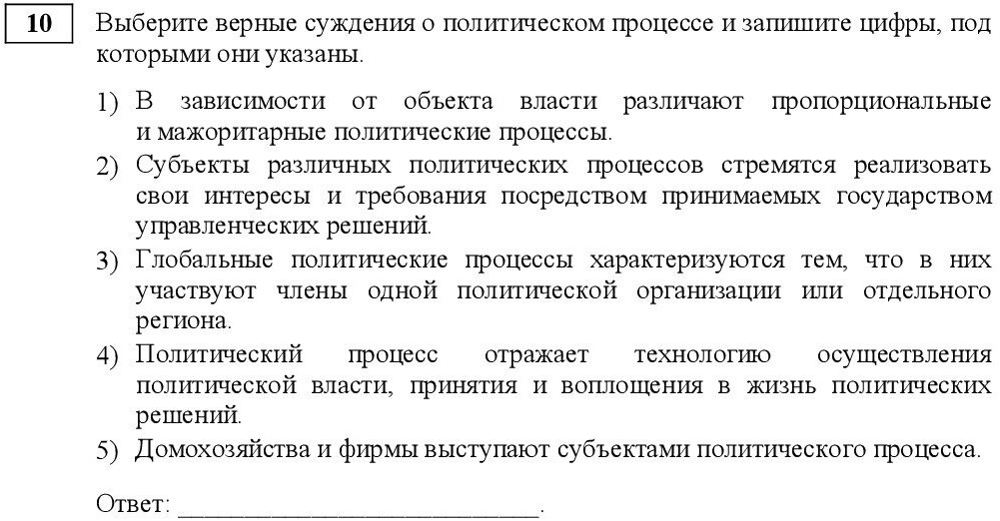 10 Выберите верные суждения о политическом процессе и запишите цифры, под
которыми они указаны.
1) В зависимости от объекта власти различают пропорциональные
и мажоритарные политические процессы.
2) Субъекты различных политических процессов стремятся реализовать
свои интересы и требования посредством принимаемых государством
управленческих решений.
3) Глобальные политические процессы характеризуются тем, что в них
участвуют члены одной политической организации или отдельного
региона.
4) Политический процесс отражает технологию осуществления
политической власти, принятия и воплощения в жизнь политических
решений.
5) Домохозяйства и фирмы выступают субъектами политического процесса.
Ответ: ___________________________.